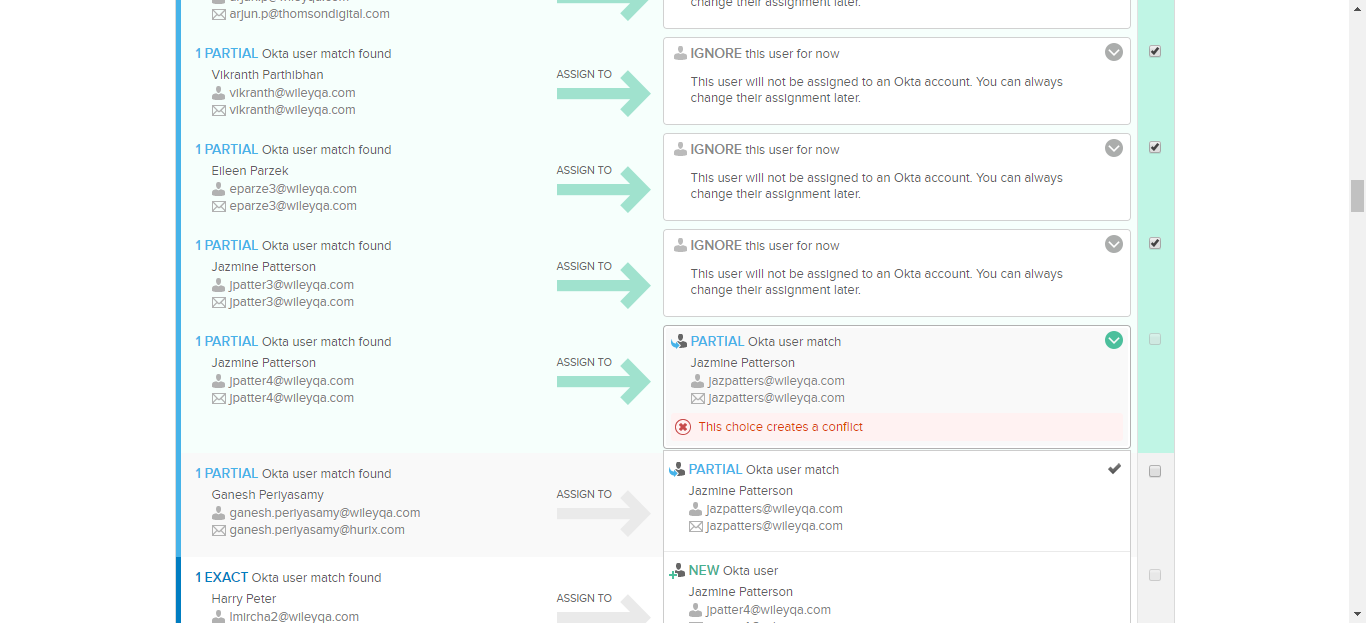 arjun.p@thomsondigital.com
change their assignment later.
1 PARTIAL Okta user match found
Vikranth Parthibhan
vikranth@wileyqa.com
vikranth@wileyqa.com
ASSIGN TO
IGNORE this user for now
This user will not be assigned to an Okta account. You can always
change their assignment later.
1 PARTIAL Okta user match found
Eileen Parzek
eparze3@wileyqa.com
eparze3@wileyqa.com
ASSIGN TO
IGNORE this user for now
This user will not be assigned to an Okta account. You can always
change their assignment later.
1 PARTIAL Okta user match found
Jazmine Patterson
jpatter3@wileyqa.com
jpatter3@wileyqa.com
ASSIGN TO
IGNORE this user for now
This user will not be assigned to an Okta account. You can always
change their assignment later.
1 PARTIAL Okta user match found
Jazmine Patterson
jpatter4@wileyqa.com
jpatter4@wileyqa.com
ASSIGN TO
PARTIAL Okta user match
Jazmine Patterson
jazpatters@wileyqa.com
jazpatters@wileyqa.com
This choice creates a conflict
1 PARTIAL Okta user match found
Ganesh Periyasamy
ganesh.periyasamy@wileyqa.com
ganesh.periyasamy@hurix.com
ASSIGN TO
PARTIAL Okta user match
Jazmine Patterson
jazpatters@wileyqa.com
jazpatters@wileyqa.com
1 EXACT Okta user match found
Harry Peter
lmircha2@wileyqa.com
ASSIGN TO
NEW Okta user
Jazmine Patterson
jpatter4@wileyqa.com